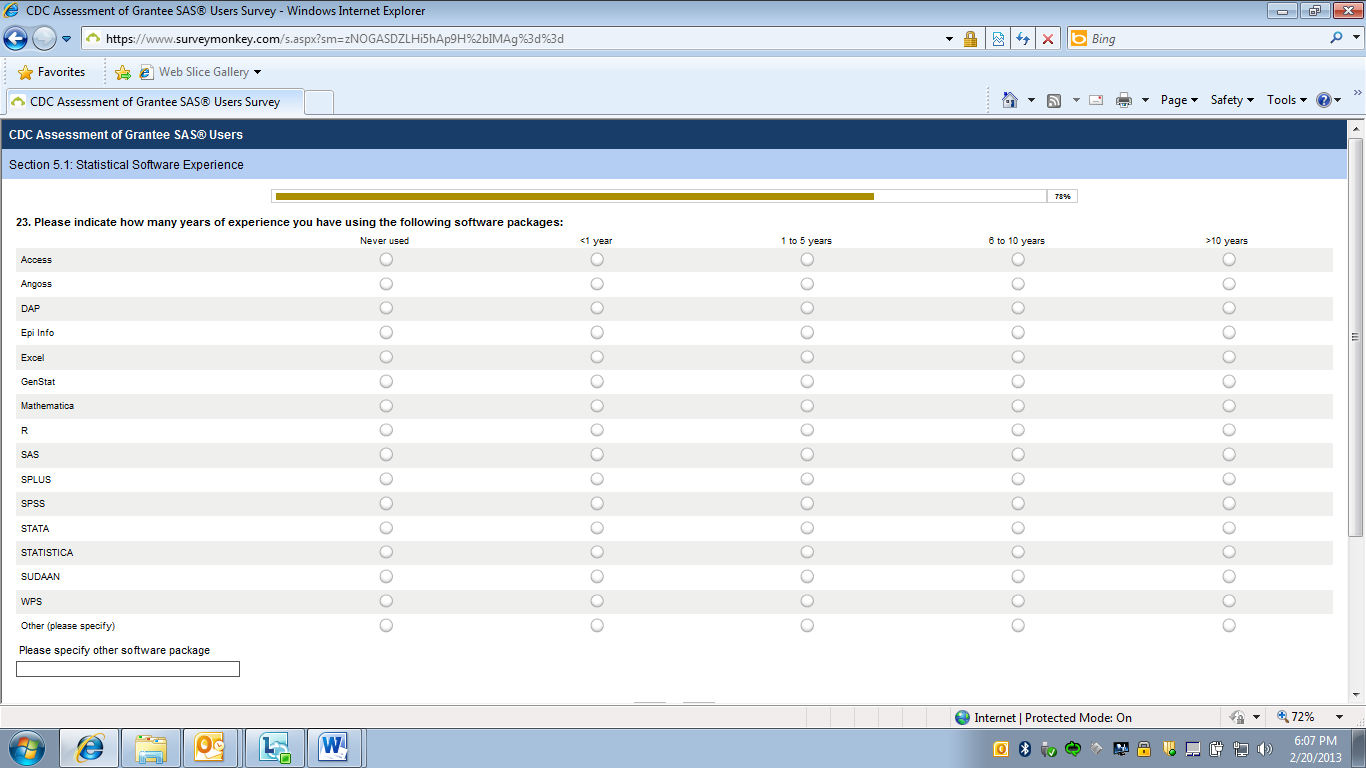 CDC Assessment of Grantee SAS® Users Survey - Windows Internet Explorer
https://www.surveymonkey.com/s.aspx?sm=zNOGASDZLHi5hAp9H%2bIMAg%3d%3d
Bing
Favorites Web Slice Gallery
CDC Assessment of Grantee SAS® Users Survey
Page Safety Tools
CDC Assessment of Grantee SAS® Users
Section 5.1: Statistical Software Experience
78%
23. Please indicate how many years of experience you have using the following software packages:
Never used <1 year 1 to 5 years 6 to 10 years >10 years
Access
Angoss
DAP
Epi Info
Excel
GenStat
Mathematica
R
SAS
SPLUS
SPSS
STATA
STATISTICA
SUDAAN
WPS
Other (please specify)
Please specify other software package
Internet | Protected Mode: On 72%
6:07 PM
2/20/2013